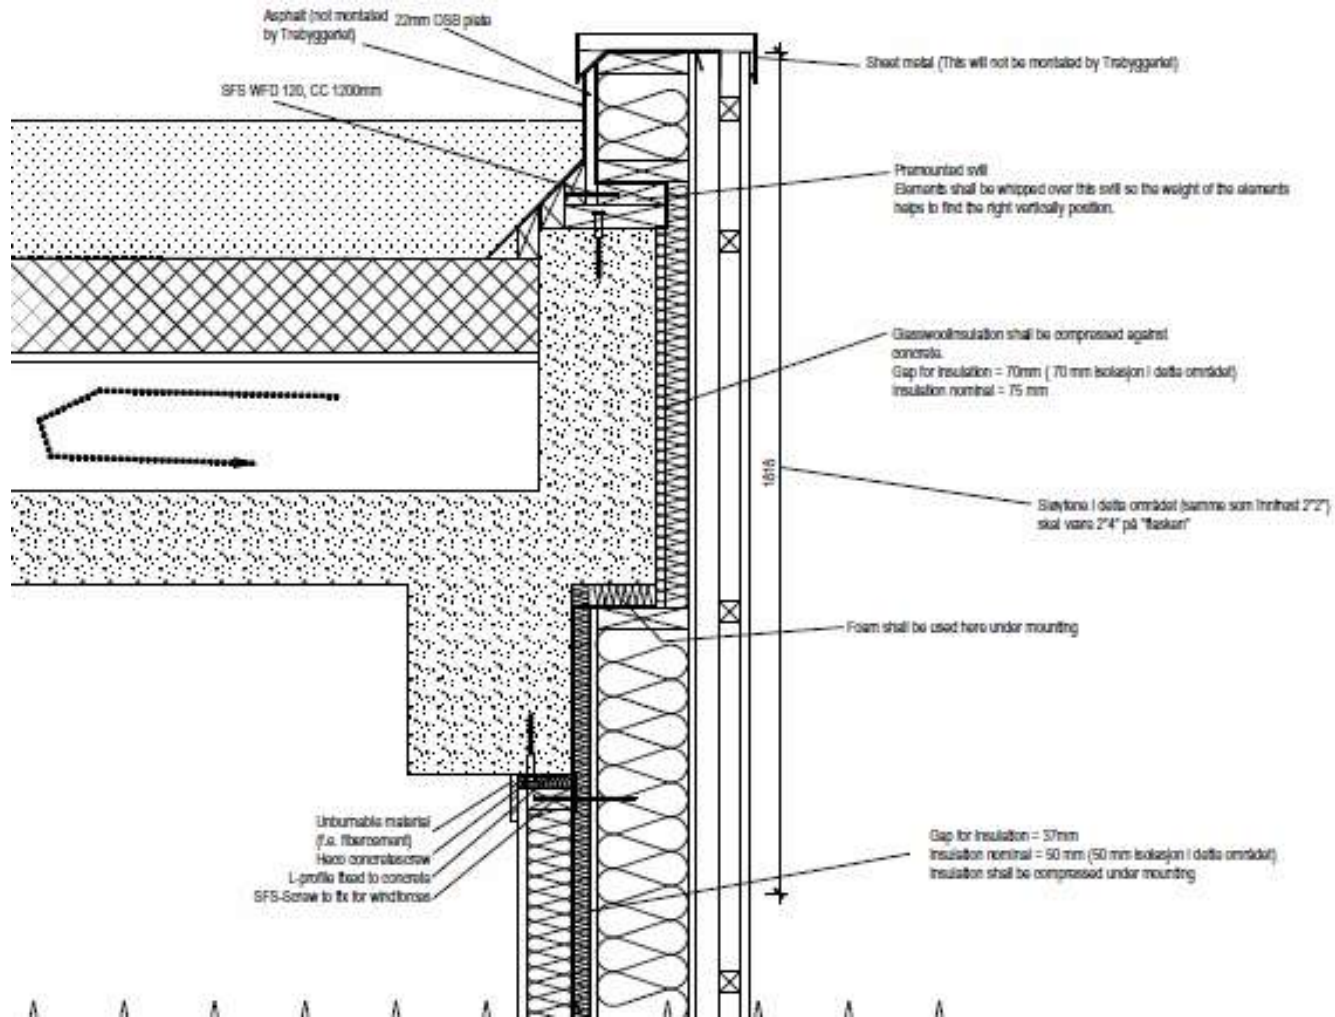 Asphalt (not montated
by Trebyggeriet)
22mm OSB plate
SFS WFD 120, CC 1200mm
Sheet metal (This will not be montated by Trebyggeriet)
Premounted svill
Elements shall be whipped over this svill so the weight of the elements
helps to find the right vertically position.
Glasswoolinsulation shall be compressed against
concrete.
Gap for insulation = 70mm ( 70 mm isolasjon i dette området)
Insulation nominal = 75 mm
1818
Sløyfene i dette området (samme som innfrest 2"2")
skal være 2"4" på "flasken"
Foam shall be used here under mounting
Unburnable material
(f.e. fibercement)
Heco concretescrew
L-profile fixed to concrete
SFS-Screw to fix for windforces
Gap for insulation = 37mm
Insulation nominal = 50 mm (50 mm isolasjon i dette området)
Insulation shall be compressed under mounting